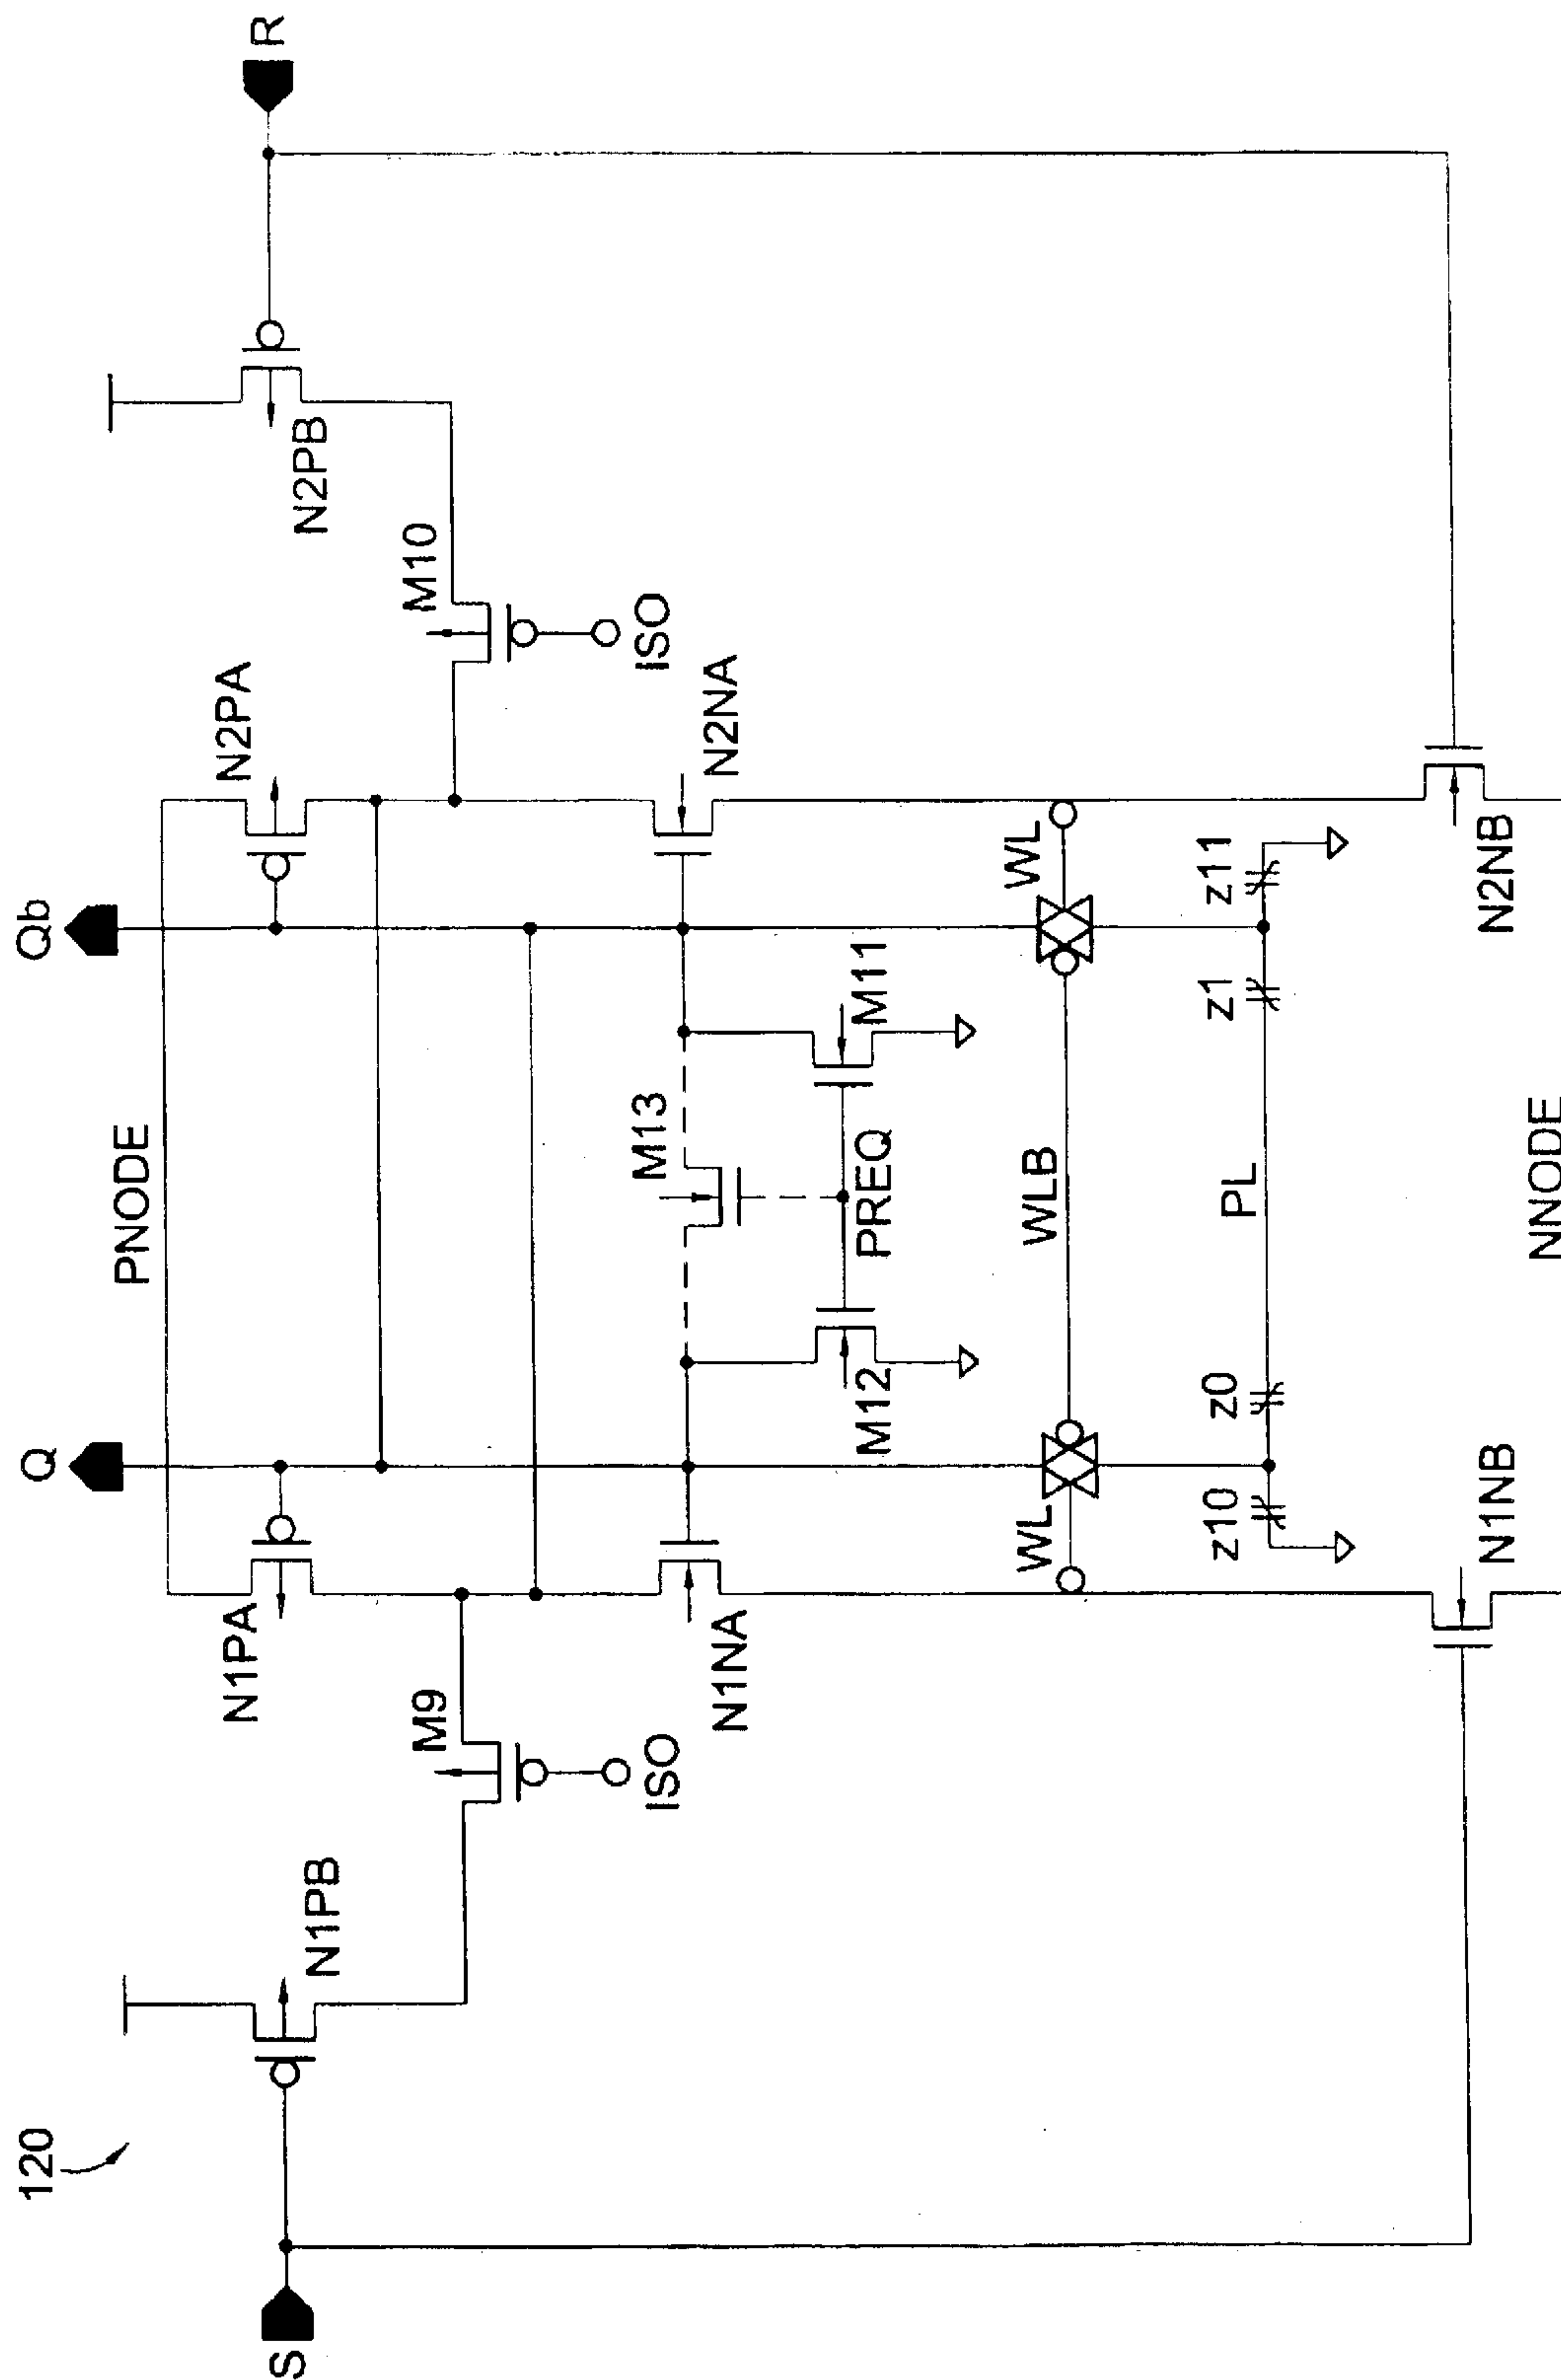 120
S
R
Q
Qb
PNODE
N1PB
N1PA
N2PA
N2PB
M9
M10
ISO
ISO
N1NA
N2NA
M13
M12
M11
PREQ
WL
WLB
WL
z10
z0
PL
z1
z11
N1NB
N2NB
NNODE